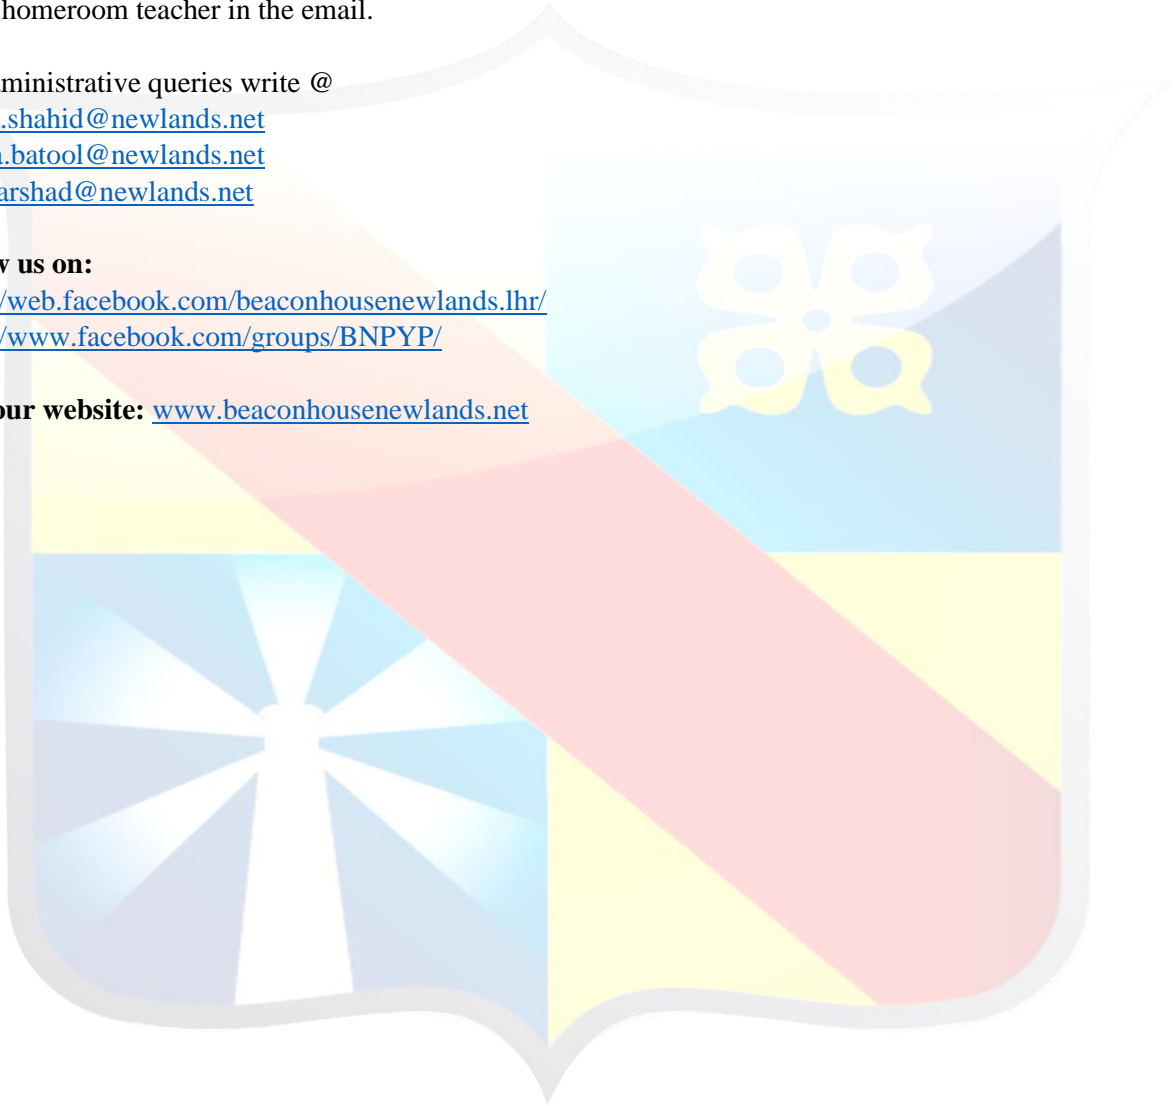 homeroom teacher in the email.
ministrative queries write @
.shahid@newlands.net
a.batool@newlands.net
arshad@newlands.net
w us on:
/web.facebook.com/beaconhousenewlands.lhr/
/www.facebook.com/groups/BNPYP/
our website: www.beaconhousenewlands.net